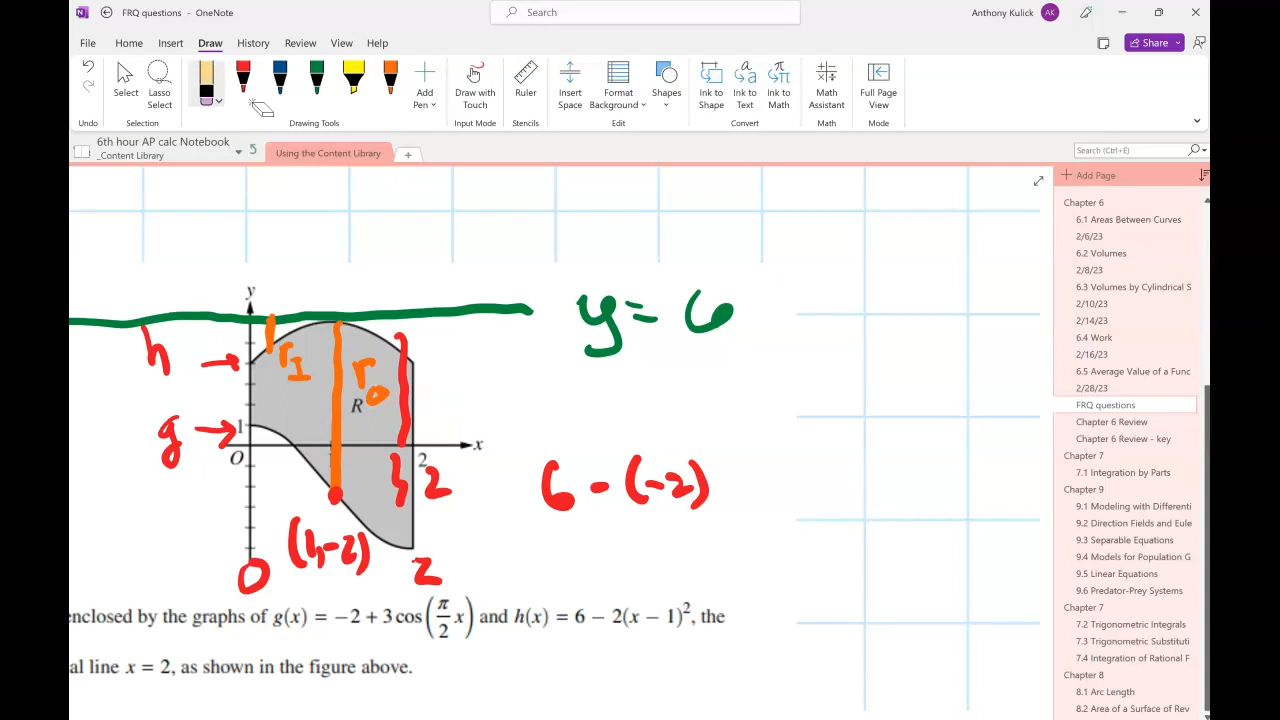 FRQ questions - OneNote
Search
Anthony Kulick AK
File Home Insert Draw History Review View Help Share
Undo
Select
Lasso Select
Add Pen
Draw with Touch
Ruler
Insert Space
Format Background
Shapes
Ink to Shape
Ink to Text
Ink to Math
Math Assistant
Full Page View
Selection Drawing Tools Input Mode Stencils Edit Convert Math Mode
6th hour AP calc Notebook
_Content Library 5
Using the Content Library
Search (Ctrl+E)
Add Page
Chapter 6
6.1 Areas Between Curves
2/6/23
6.2 Volumes
2/8/23
6.3 Volumes by Cylindrical S
2/10/23
2/14/23
6.4 Work
2/16/23
6.5 Average Value of a Func
2/28/23
FRQ questions
Chapter 6 Review
Chapter 6 Review - key
Chapter 7
7.1 Integration by Parts
Chapter 9
9.1 Modeling with Differenti
9.2 Direction Fields and Eule
9.3 Separable Equations
9.4 Models for Population G
9.5 Linear Equations
9.6 Predator-Prey Systems
Chapter 7
7.2 Trigonometric Integrals
7.3 Trigonometric Substituti
7.4 Integration of Rational F
Chapter 8
8.1 Arc Length
8.2 Area of a Surface of Rev
y
y = 6
h
r_I
r_O
R
g
1
x
O
2
2
6 - (-2)
(1,-2)
0
2
enclosed by the graphs of g(x) = −2 + 3 cos(π/2 x) and h(x) = 6 − 2(x − 1)², the
al line x = 2, as shown in the figure above.